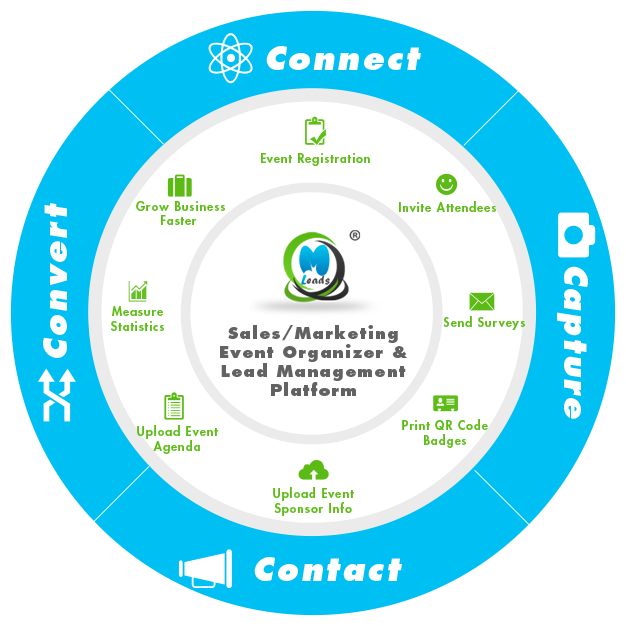 Connect
Event Registration
Invite Attendees
Grow Business
Faster
Capture
Convert
®
M
Leads
Measure
Statistics
Send Surveys
Sales/Marketing
Event Organizer &
Lead Management
Platform
Upload Event
Agenda
Print QR Code
Badges
Upload Event
Sponsor Info
Contact